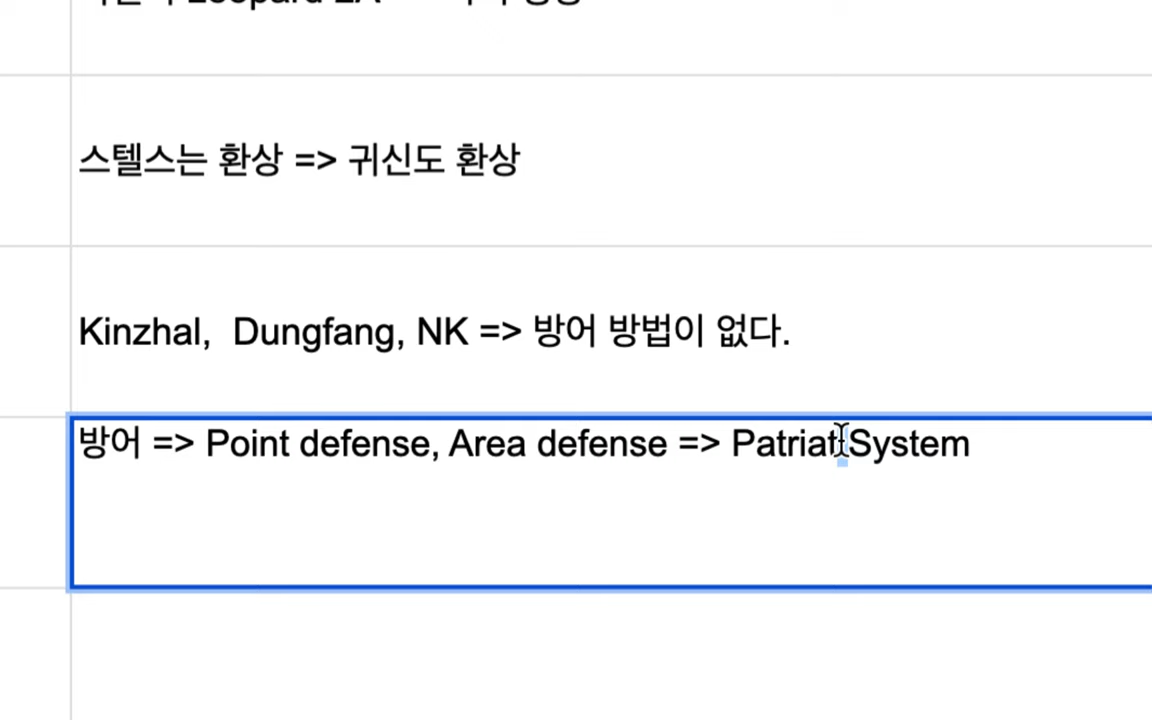 스텔스는 환상 => 귀신도 환상
Kinzhal, Dungfang, NK => 방어 방법이 없다.
방어 => Point defense, Area defense => Patriat System